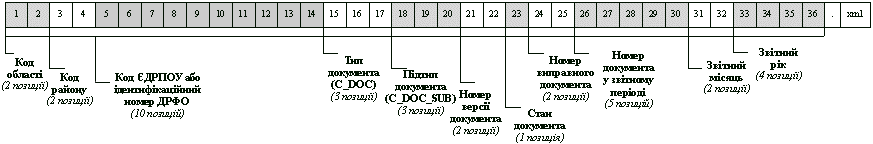 1 2 3 4 5 6 7 8 9 10 11 12 13 14 15 16 17 18 19 20 21 22 23 24 25 26 27 28 29 30 31 32 33 34 35 36 . xml
Код
області
(2 позиції)
Код
району
(2 позиції)
Код ЄДРПОУ або
ідентифікаційний
номер ДРФО
(10 позицій)
Тип
документа
(C_DOC)
(3 позиції)
Підтип
документа
(C_DOC_SUB)
(3 позиції)
Номер
версії
документа
(2 позиції)
Стан
документа
(1 позиція)
Номер
виправного
документа
(2 позиції)
Номер
документа
у звітному
періоді
(5 позицій)
Звітний
місяць
(2 позиції)
Звітний
рік
(4 позиції)